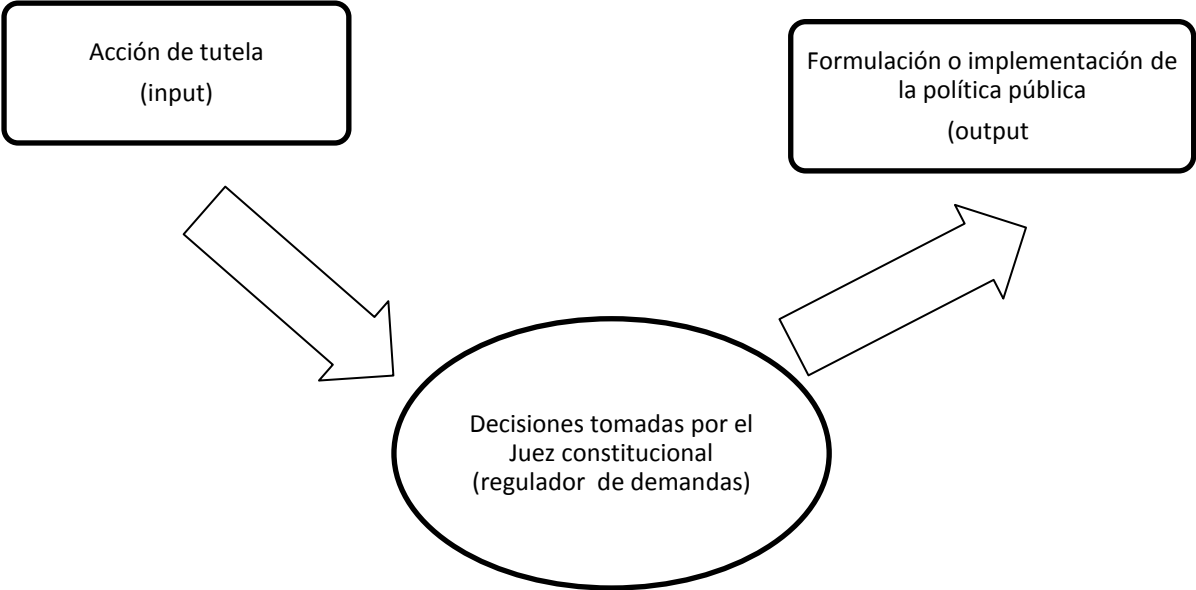 Acción de tutela
(input)
Formulación o implementación de
la política pública
(output
Decisiones tomadas por el
Juez constitucional
(regulador  de demandas)